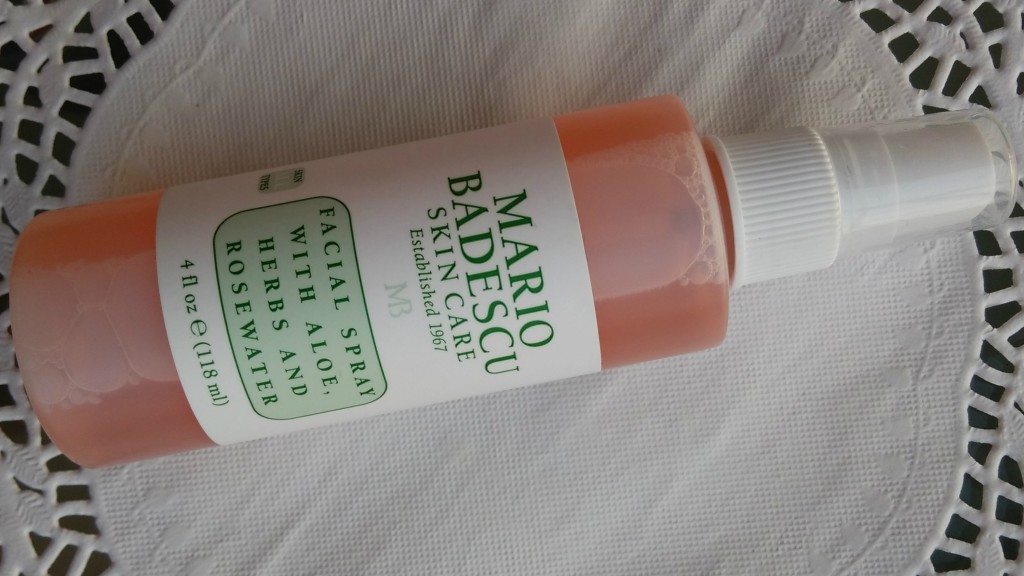 MARIO
BADESCU
SKIN CARE
Established 1967
MB
FACIAL SPRAY
WITH ALOE,
HERBS AND
ROSEWATER
4 fl oz ℮ (118 ml)